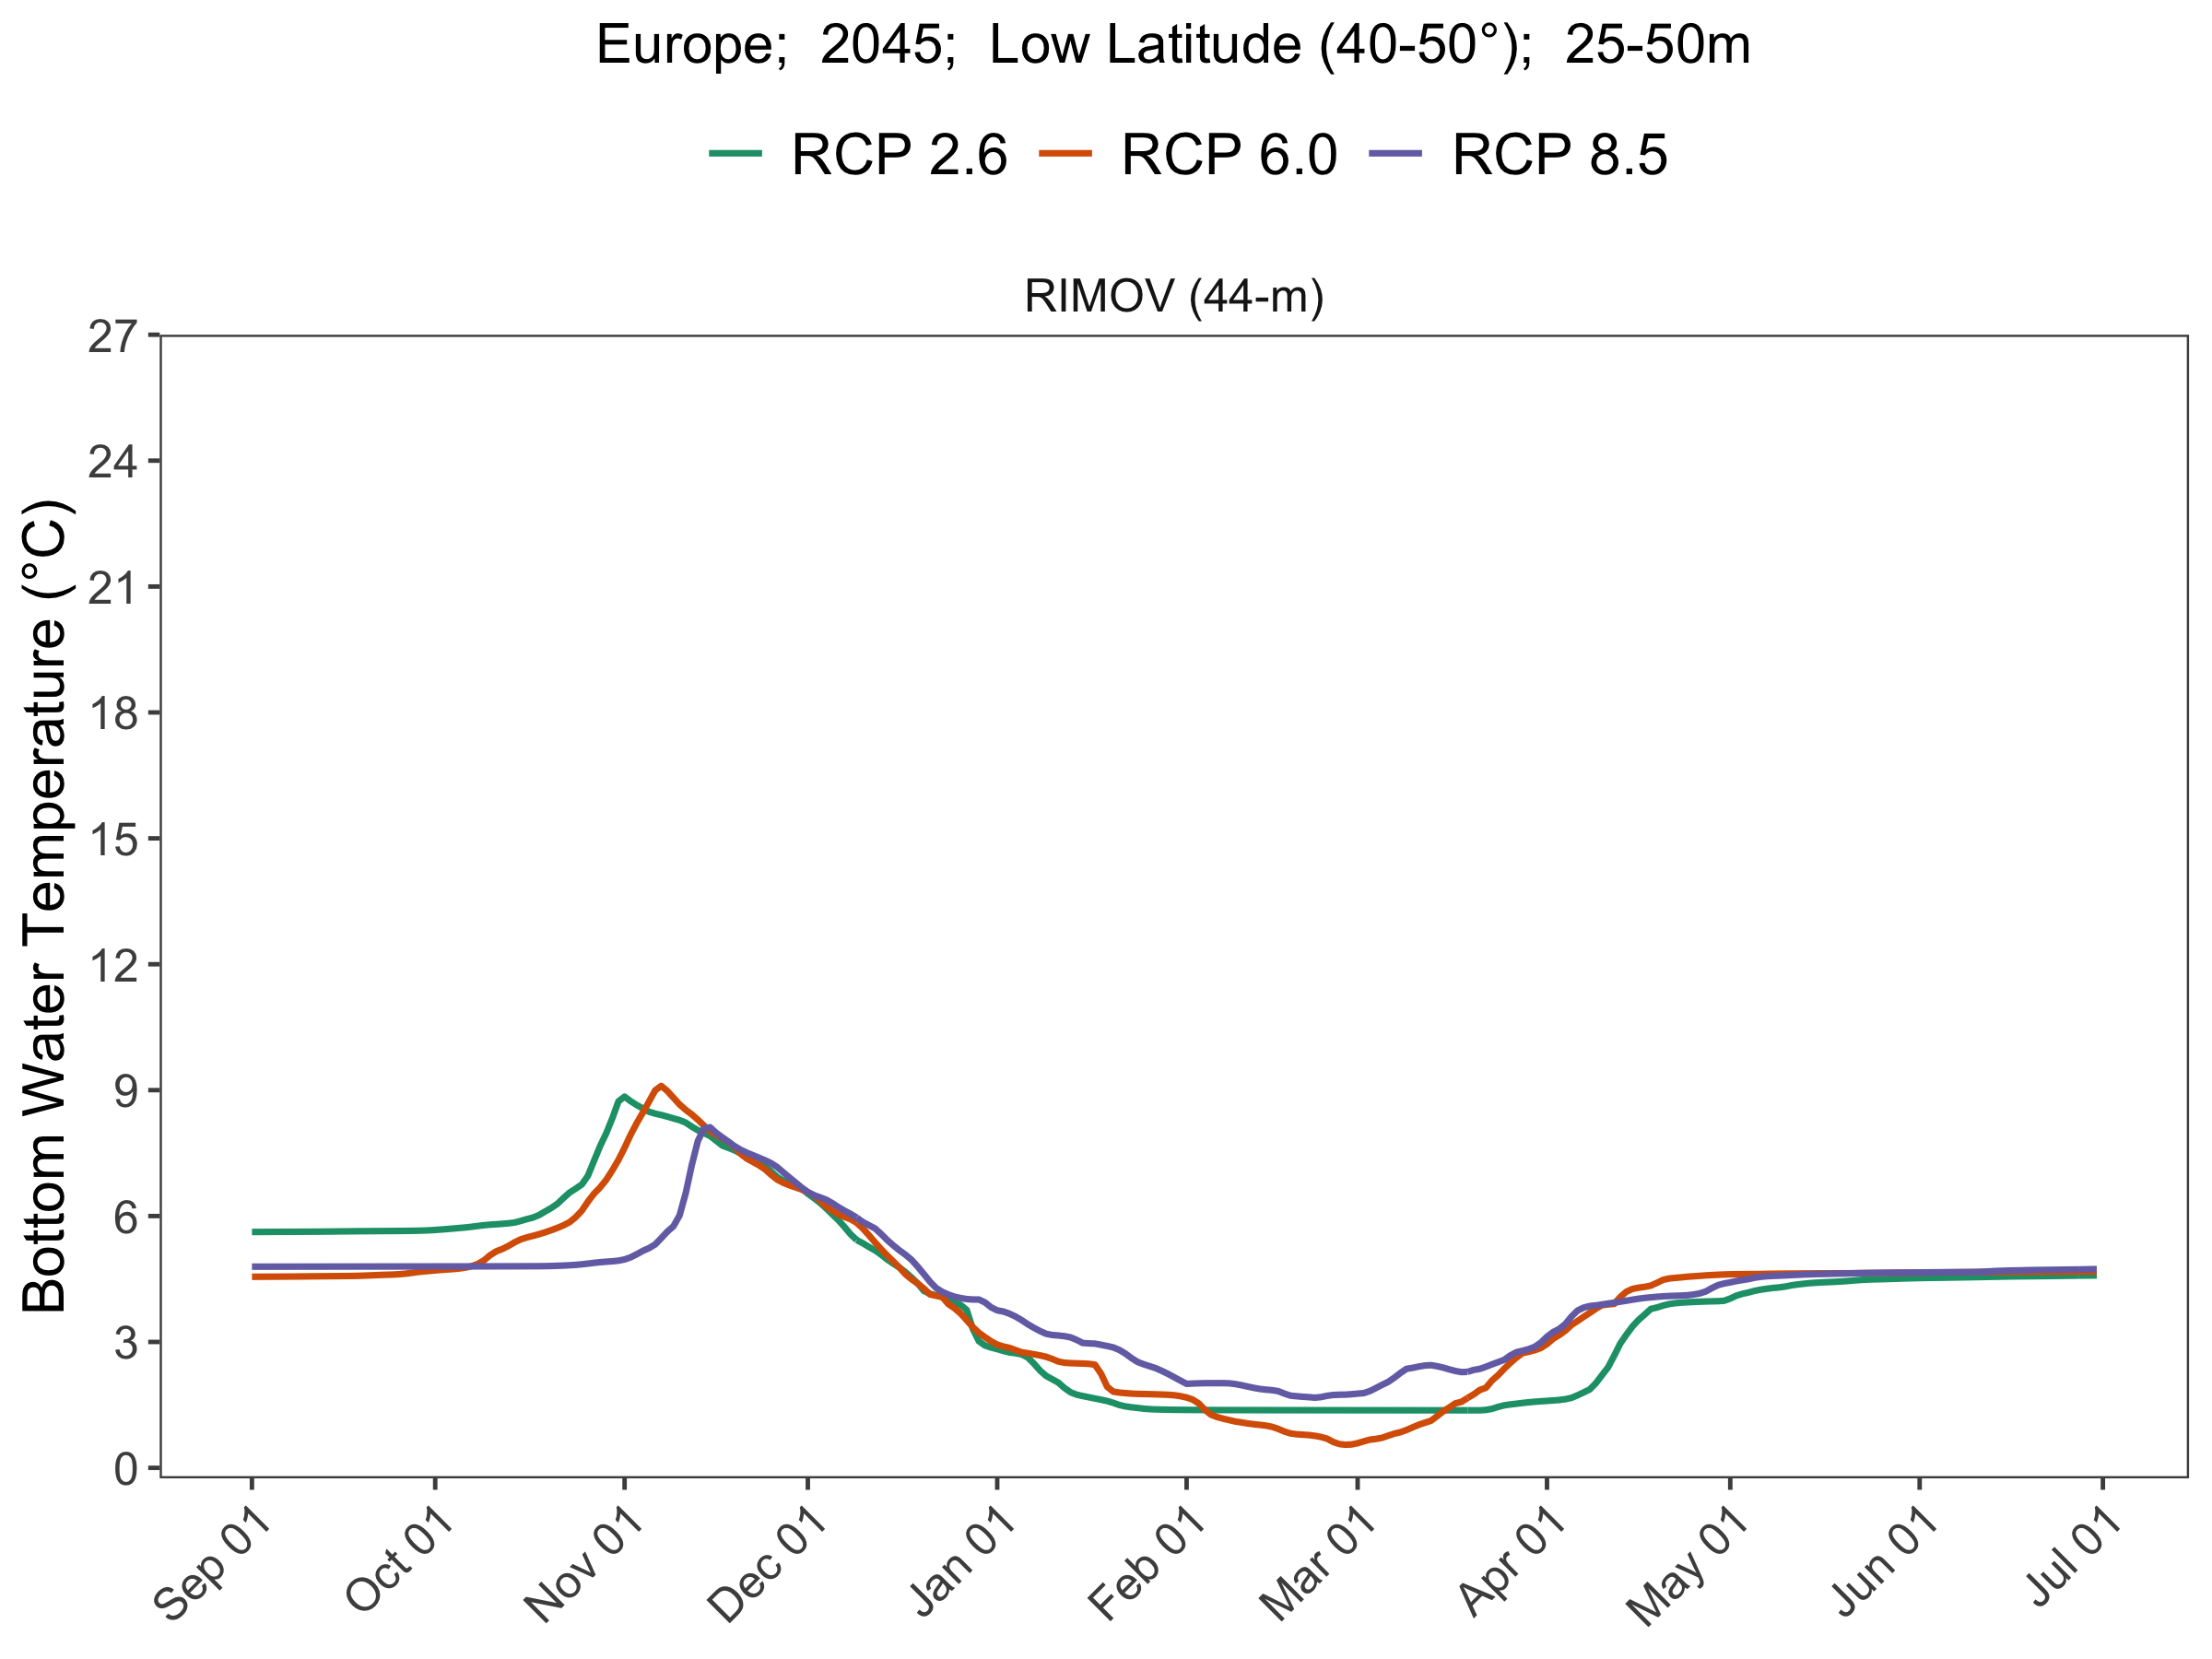 Europe;  2045;  Low Latitude (40-50°);  25-50m
RCP 2.6 RCP 6.0 RCP 8.5
RIMOV (44-m)
Bottom Water Temperature (°C)
27
24
21
18
15
12
9
6
3
0
Sep 01 Oct 01 Nov 01 Dec 01 Jan 01 Feb 01 Mar 01 Apr 01 May 01 Jun 01 Jul 01